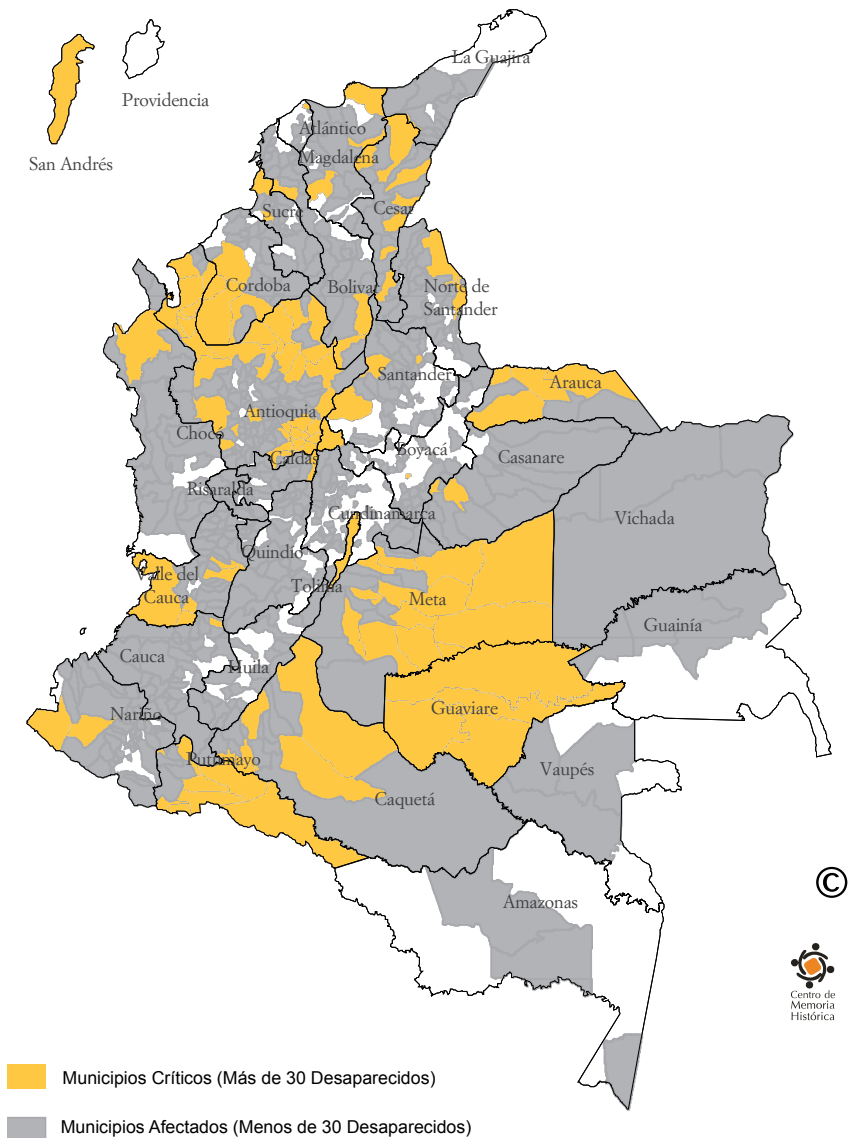 La Guajira
Providencia
San Andrés
Atlántico
Magdalena
Cesar
Sucre
Cordoba
Bolivar
Norte de
Santander
Santander
Arauca
Antioquia
Chocó
Boyacá
Caldas
Casanare
Risaralda
Cundinamarca
Vichada
Quindío
Valle del
Cauca
Tolima
Meta
Guainía
Cauca
Huila
Guaviare
Nariño
Putumayo
Vaupés
Caquetá
©
Amazonas
Centro de
Memoria
Histórica
Municipios Críticos (Más de 30 Desaparecidos)
Municipios Afectados (Menos de 30 Desaparecidos)